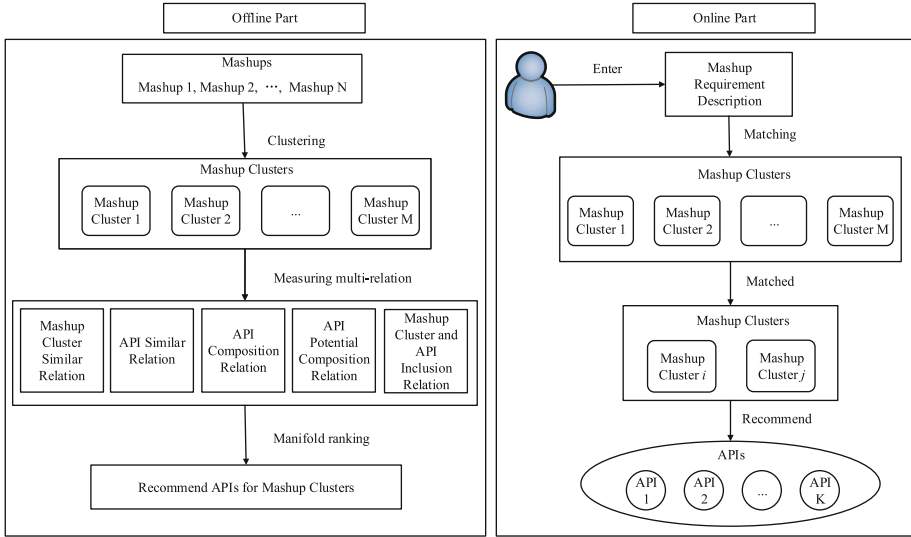 Offline Part
Mashups
Mashup 1, Mashup 2, ···, Mashup N
Clustering
Mashup Clusters
Mashup
Cluster 1
Mashup
Cluster 2
...
Mashup
Cluster M
Measuring multi-relation
Mashup
Cluster
Similar
Relation
API Similar
Relation
API
Composition
Relation
API
Potential
Composition
Relation
Mashup
Cluster and
API
Inclusion
Relation
Manifold ranking
Recommend APIs for Mashup Clusters
Online Part
Enter
Mashup
Requirement
Description
Matching
Mashup Clusters
Mashup
Cluster 1
Mashup
Cluster 2
...
Mashup
Cluster M
Matched
Mashup Clusters
Mashup
Cluster i
Mashup
Cluster j
Recommend
APIs
API
1
API
2
...
API
K